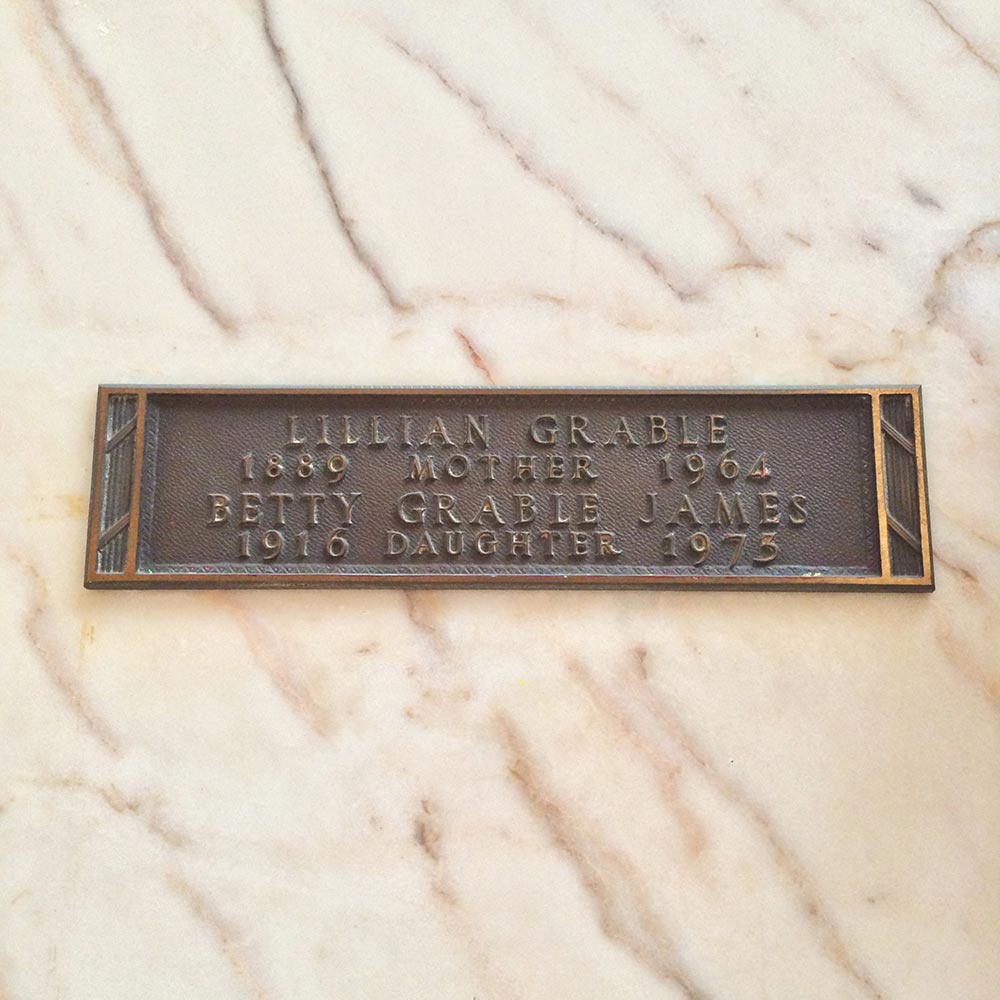 LILLIAN GRABLE
1889 MOTHER 1964
BETTY GRABLE JAMES
1916 DAUGHTER 1973